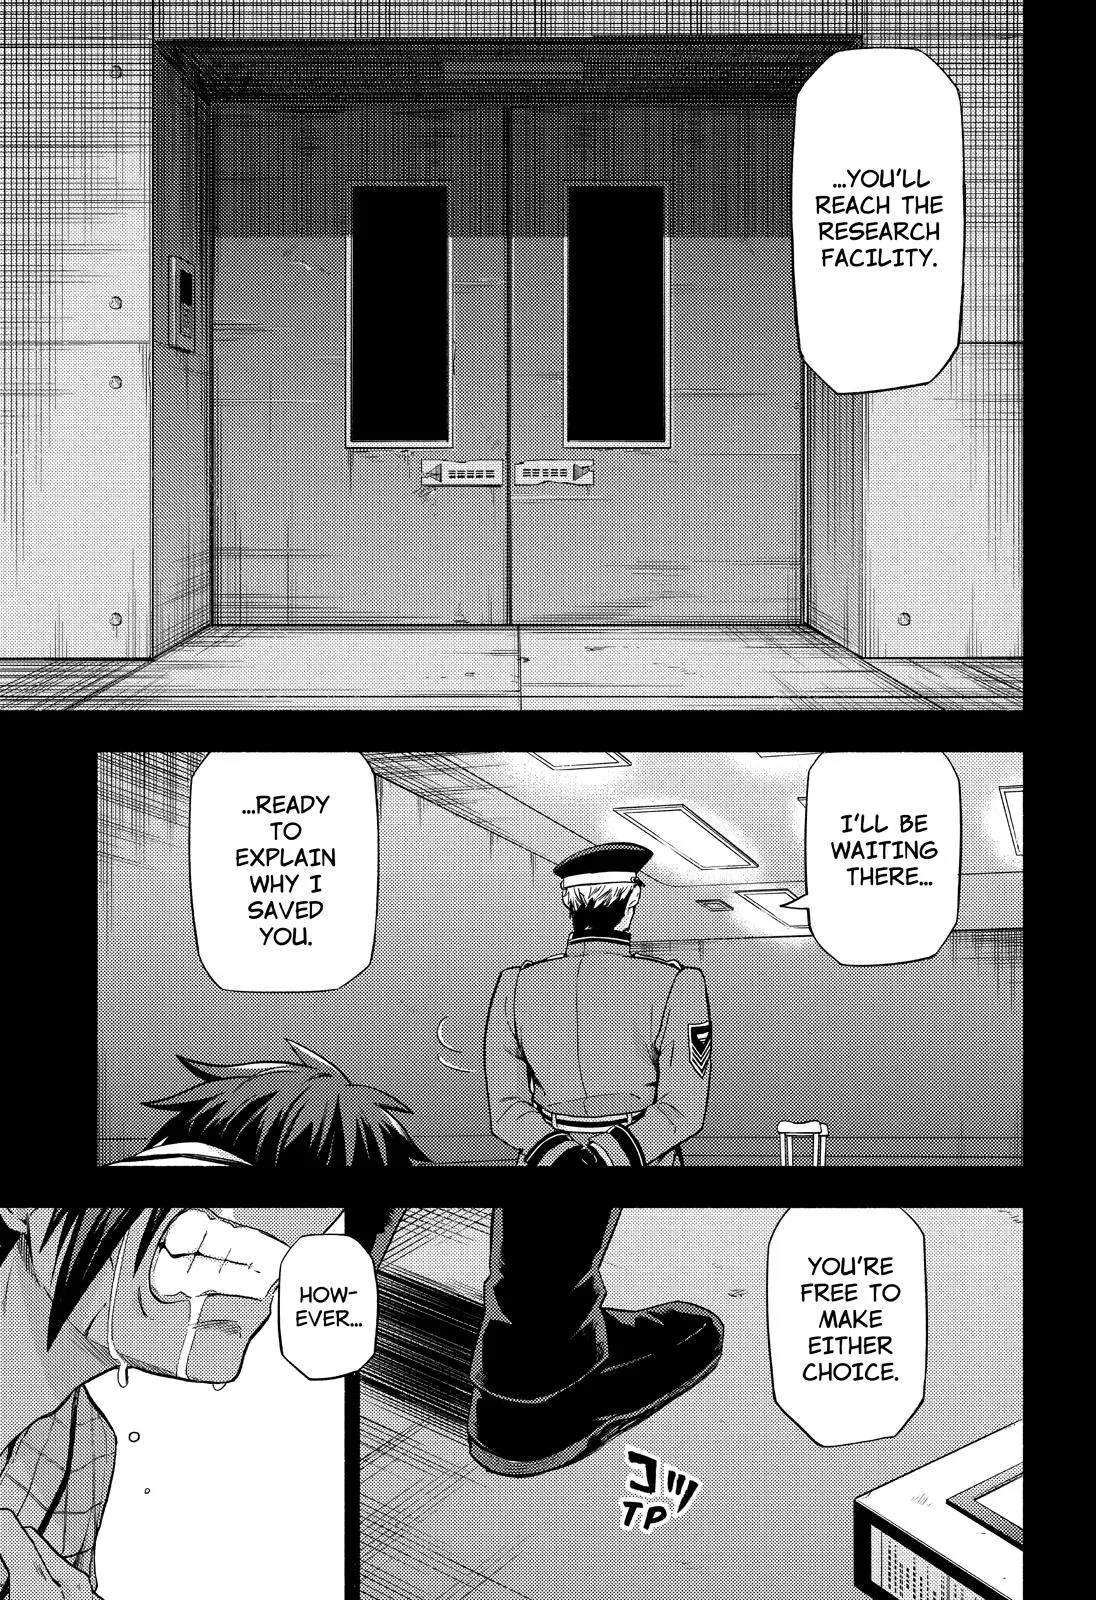 ...YOU'LL
REACH THE
RESEARCH
FACILITY.
I'LL BE
WAITING
THERE...
...READY
TO
EXPLAIN
WHY I
SAVED
YOU.
YOU'RE
FREE TO
MAKE
EITHER
CHOICE.
コツ
TP
HOW-
EVER...